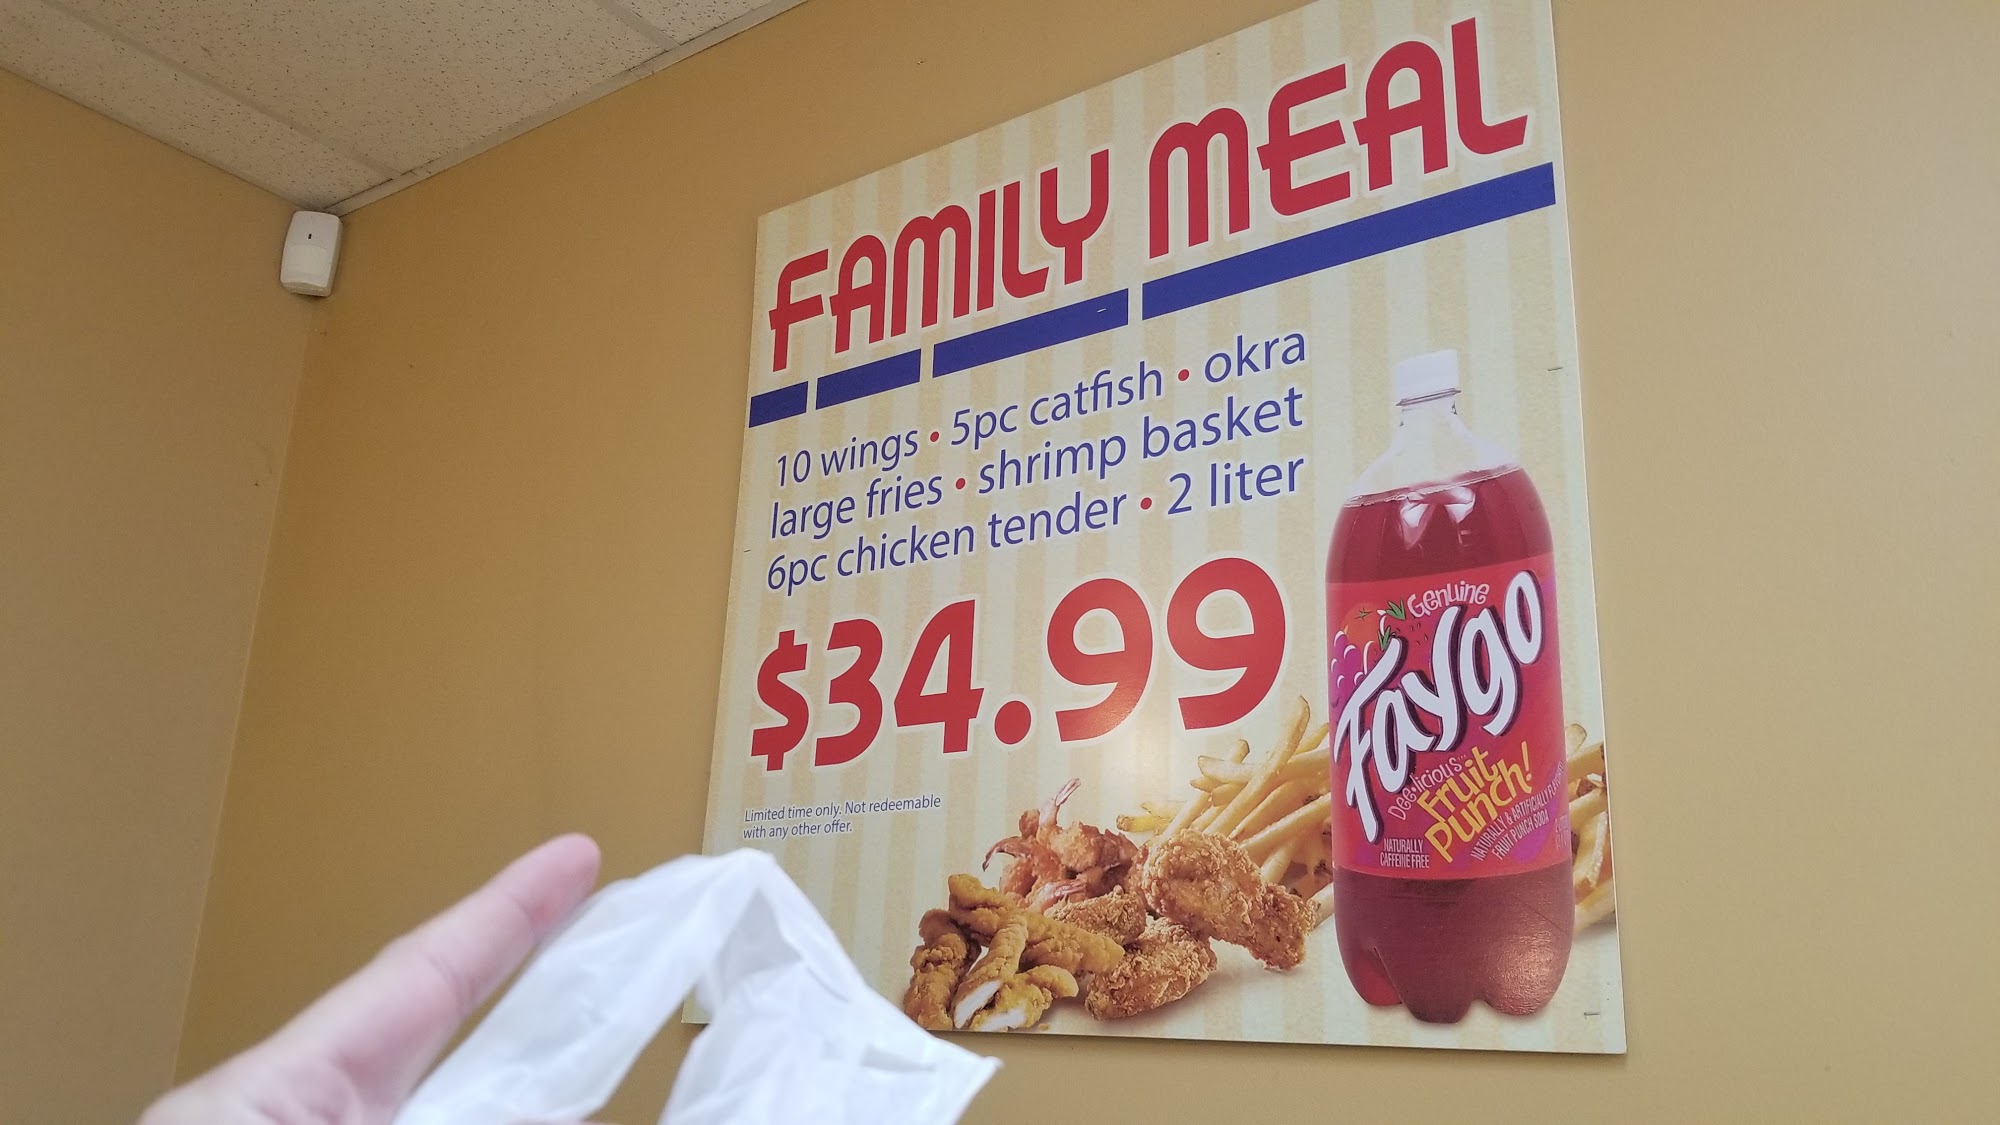 FAMILY MEAL
10 wings • 5pc catfish • okra
large fries • shrimp basket
6pc chicken tender • 2 liter
$34.99
Limited time only. Not redeemable
with any other offer.
Genuine
Faygo
Dee•licious...
Fruit
Punch!
NATURALLY
CAFFEINE FREE
NATURALLY & ARTIFICIALLY
FRUIT PUNCH SODA